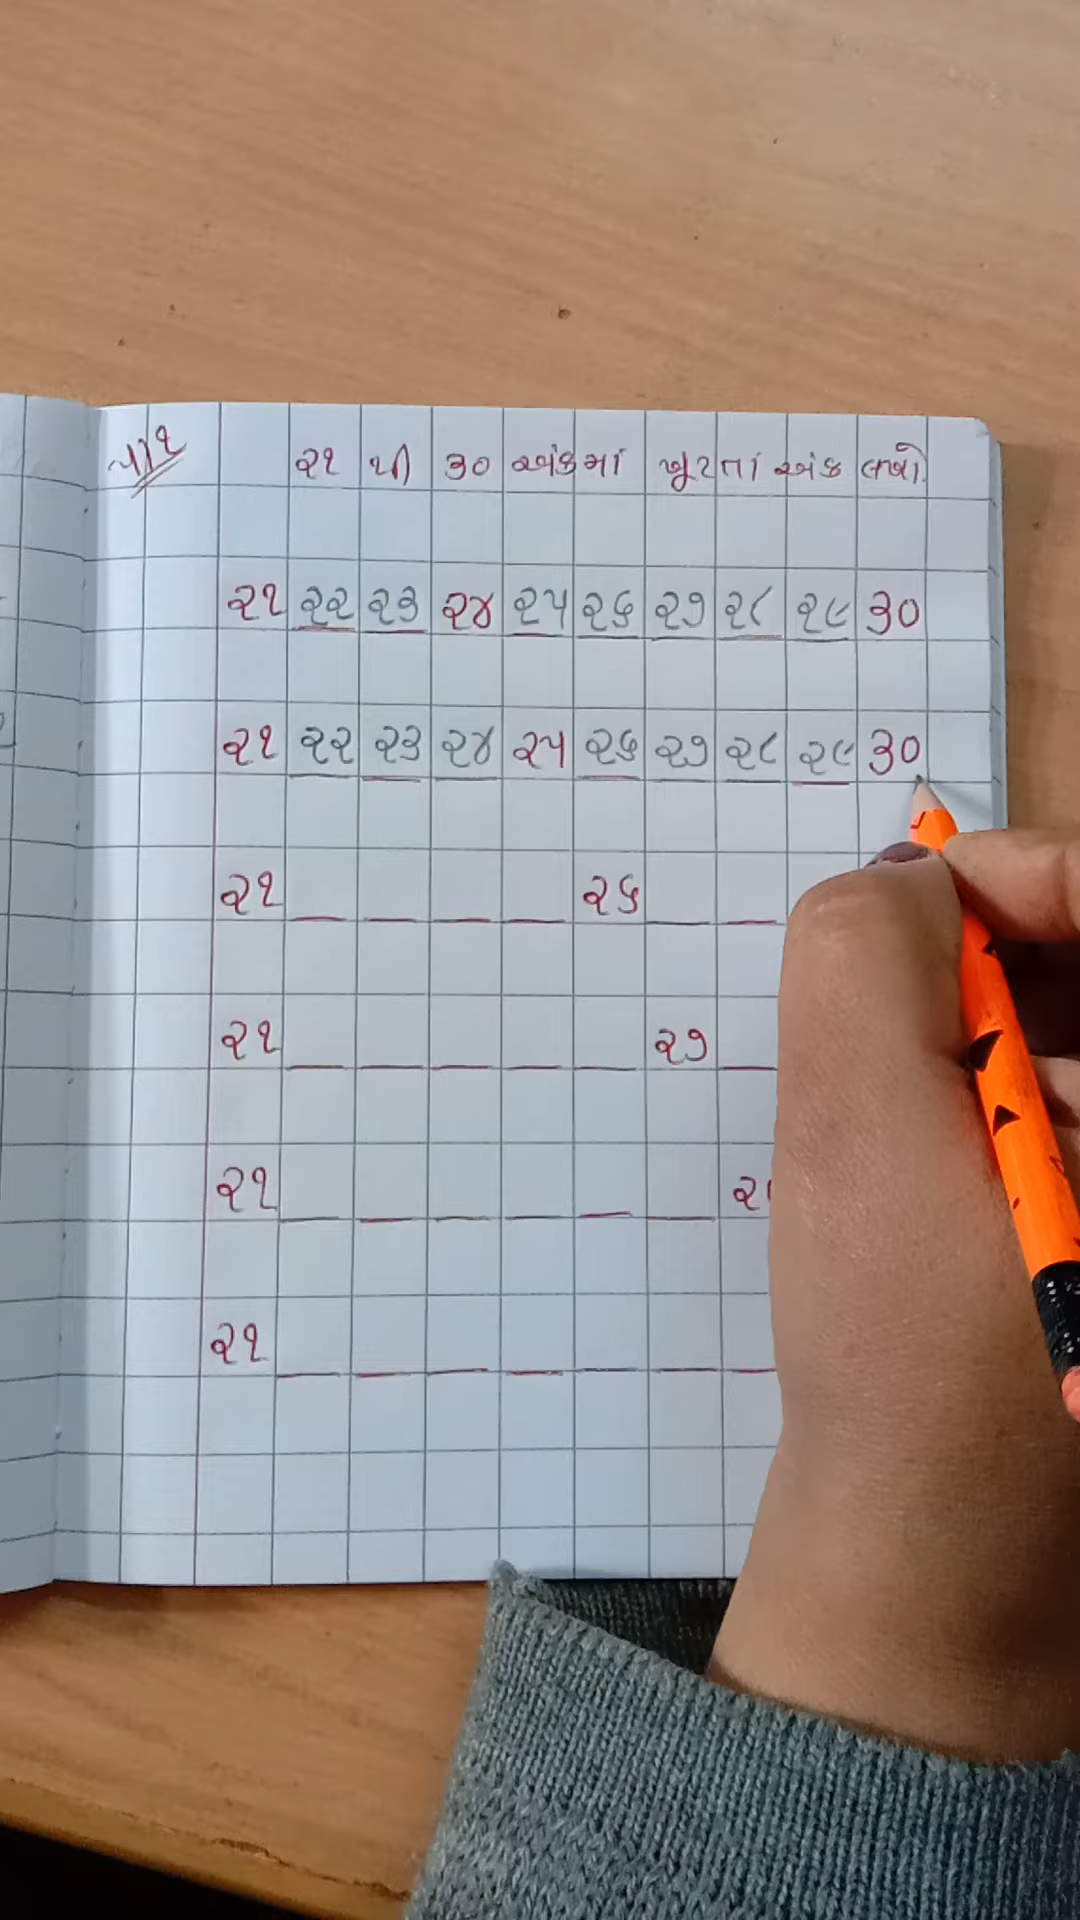 પા૧ ૨૧ થી ૩૦ અંકમાં ખૂટતા અંક લખો.
૨૧ ૨૨ ૨૩ ૨૪ ૨૫ ૨૬ ૨૭ ૨૮ ૨૯ ૩૦
૨૧ ૨૨ ૨૩ ૨૪ ૨૫ ૨૬ ૨૭ ૨૮ ૨૯ ૩૦
૨૧ _ _ _ _ ૨૬ _ _
૨૧ _ _ _ _ _ ૨૭ _
૨૧ _ _ _ _ _ _
૨૧ _ _ _ _ _ _ _